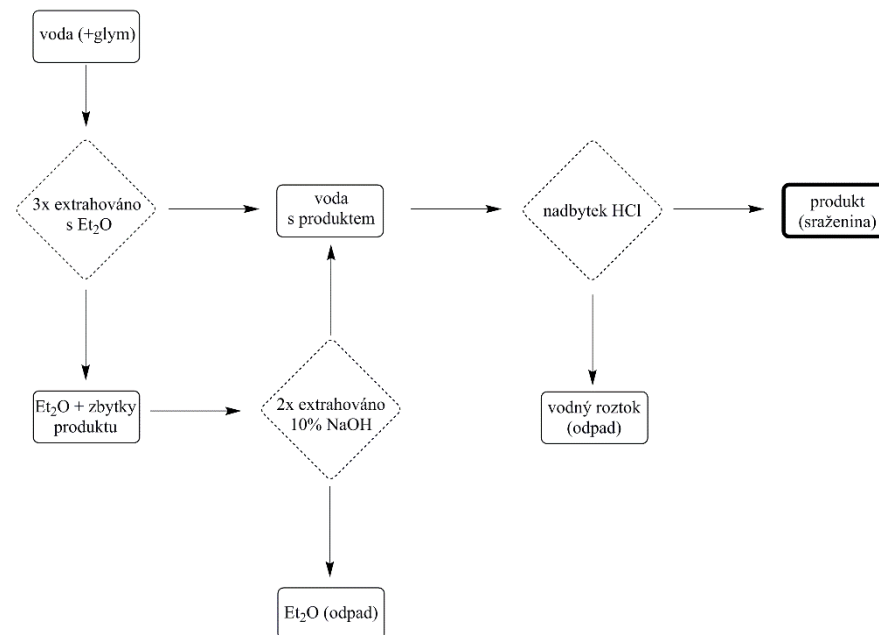 voda (+glym)
3x extrahováno
s Et₂O
voda
s produktem
nadbytek HCl
produkt
(sraženina)
Et₂O + zbytky
produktu
2x extrahováno
10% NaOH
vodný roztok
(odpad)
Et₂O (odpad)